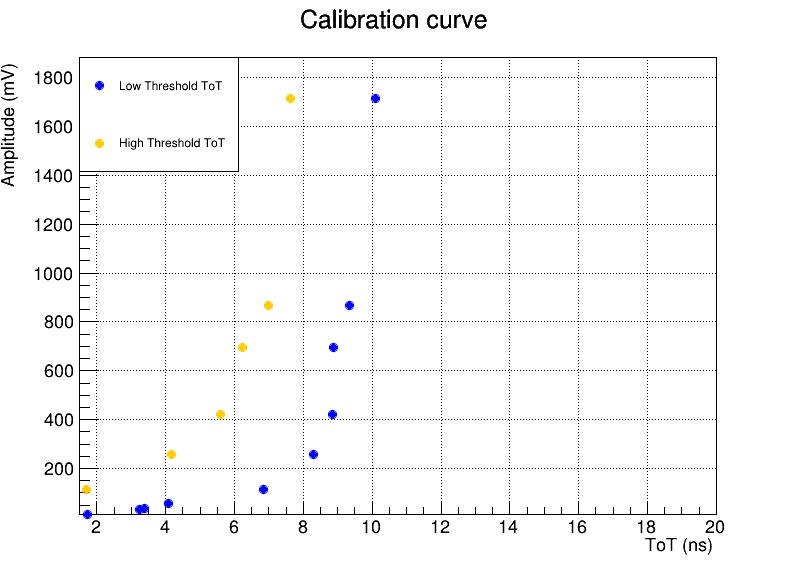 Calibration curve
Amplitude (mV)
1800
1600
1400
1200
1000
800
600
400
200
Low Threshold ToT
High Threshold ToT
2 4 6 8 10 12 14 16 18 20
ToT (ns)